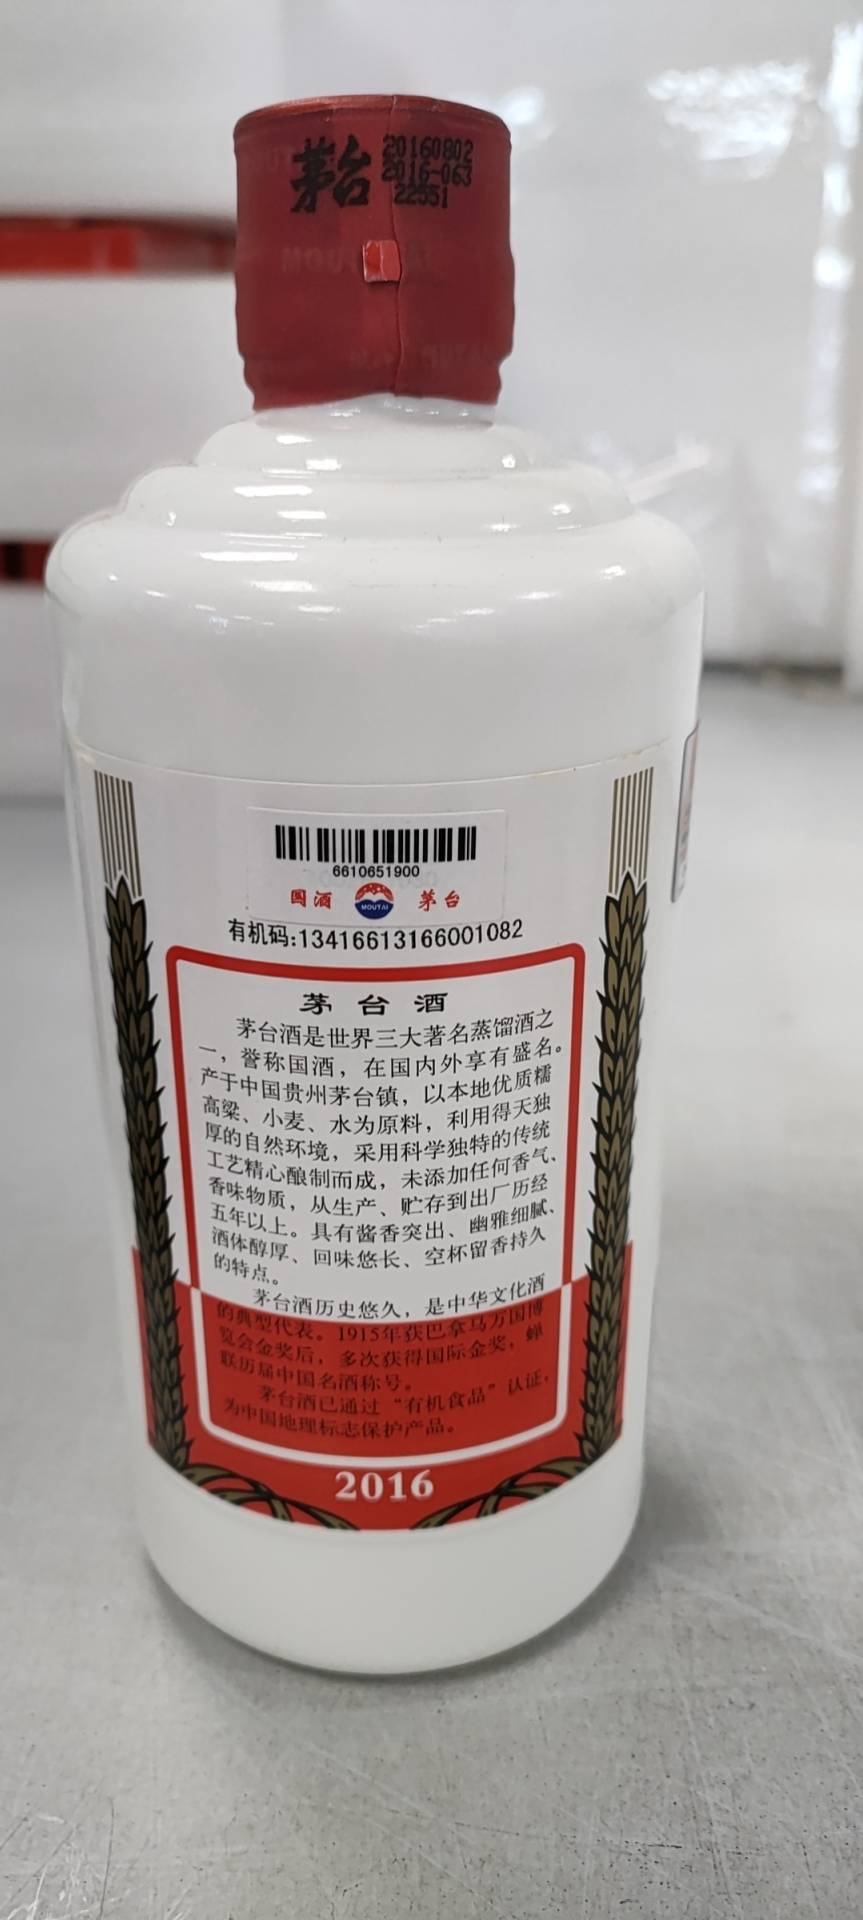 茅台
20160802
2016-063
22551
6610651900
国酒 MOUTAI 茅台
有机码:13416613166001082
茅台酒
茅台酒是世界三大著名蒸馏酒之
一，誉称国酒，在国内外享有盛名。
产于中国贵州茅台镇，以本地优质糯
高粱、小麦、水为原料，利用得天独
厚的自然环境，采用科学独特的传统
工艺精心酿制而成，未添加任何香气、
香味物质，从生产、贮存到出厂历经
五年以上。具有酱香突出、幽雅细腻、
酒体醇厚、回味悠长、空杯留香持久
的特点。
茅台酒历史悠久，是中华文化酒
的典型代表。1915年获巴拿马万国博
览会金奖后，多次获得国际金奖，蝉
联历届中国名酒称号。
茅台酒已通过“有机食品”认证，
为中国地理标志保护产品。
2016